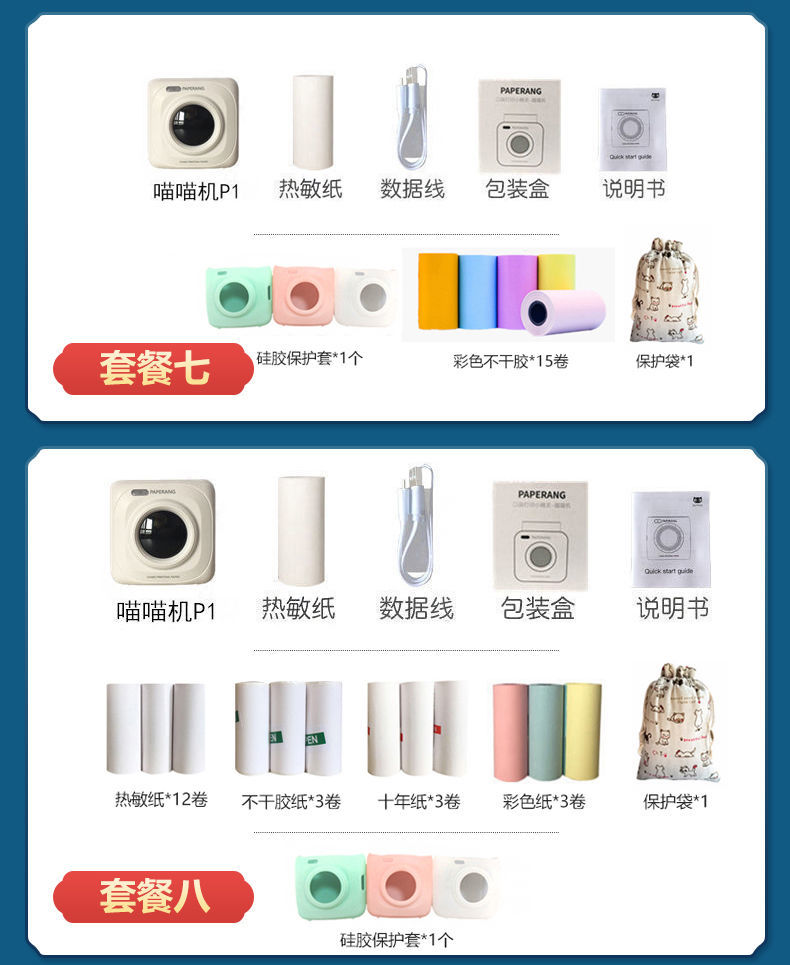 PAPERANG
PAPERANG
Quick start guide
喵喵机P1
热敏纸
数据线
包装盒
说明书
硅胶保护套*1个
彩色不干胶*15卷
保护袋*1
套餐七
PAPERANG
PAPERANG
Quick start guide
喵喵机P1
热敏纸
数据线
包装盒
说明书
EN
PEN
热敏纸*12卷
不干胶纸*3卷
十年纸*3卷
彩色纸*3卷
保护袋*1
套餐八
硅胶保护套*1个